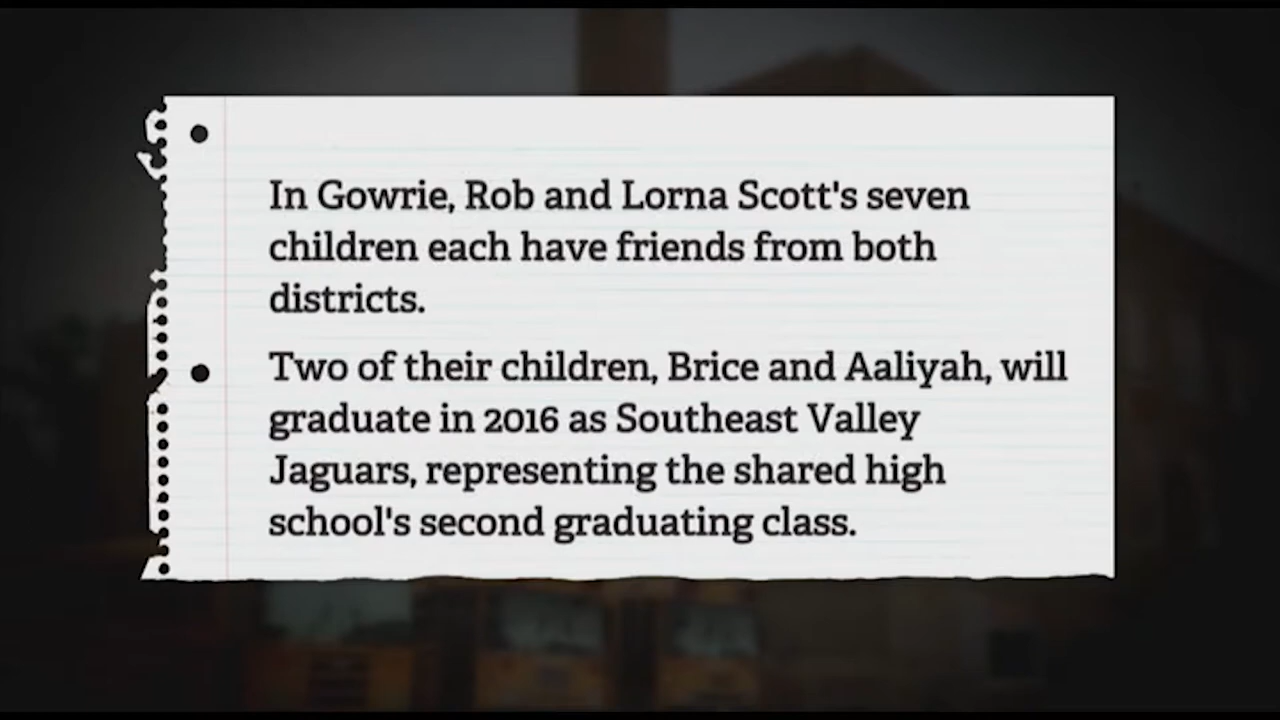 In Gowrie, Rob and Lorna Scott's seven
children each have friends from both
districts.
Two of their children, Brice and Aaliyah, will
graduate in 2016 as Southeast Valley
Jaguars, representing the shared high
school's second graduating class.